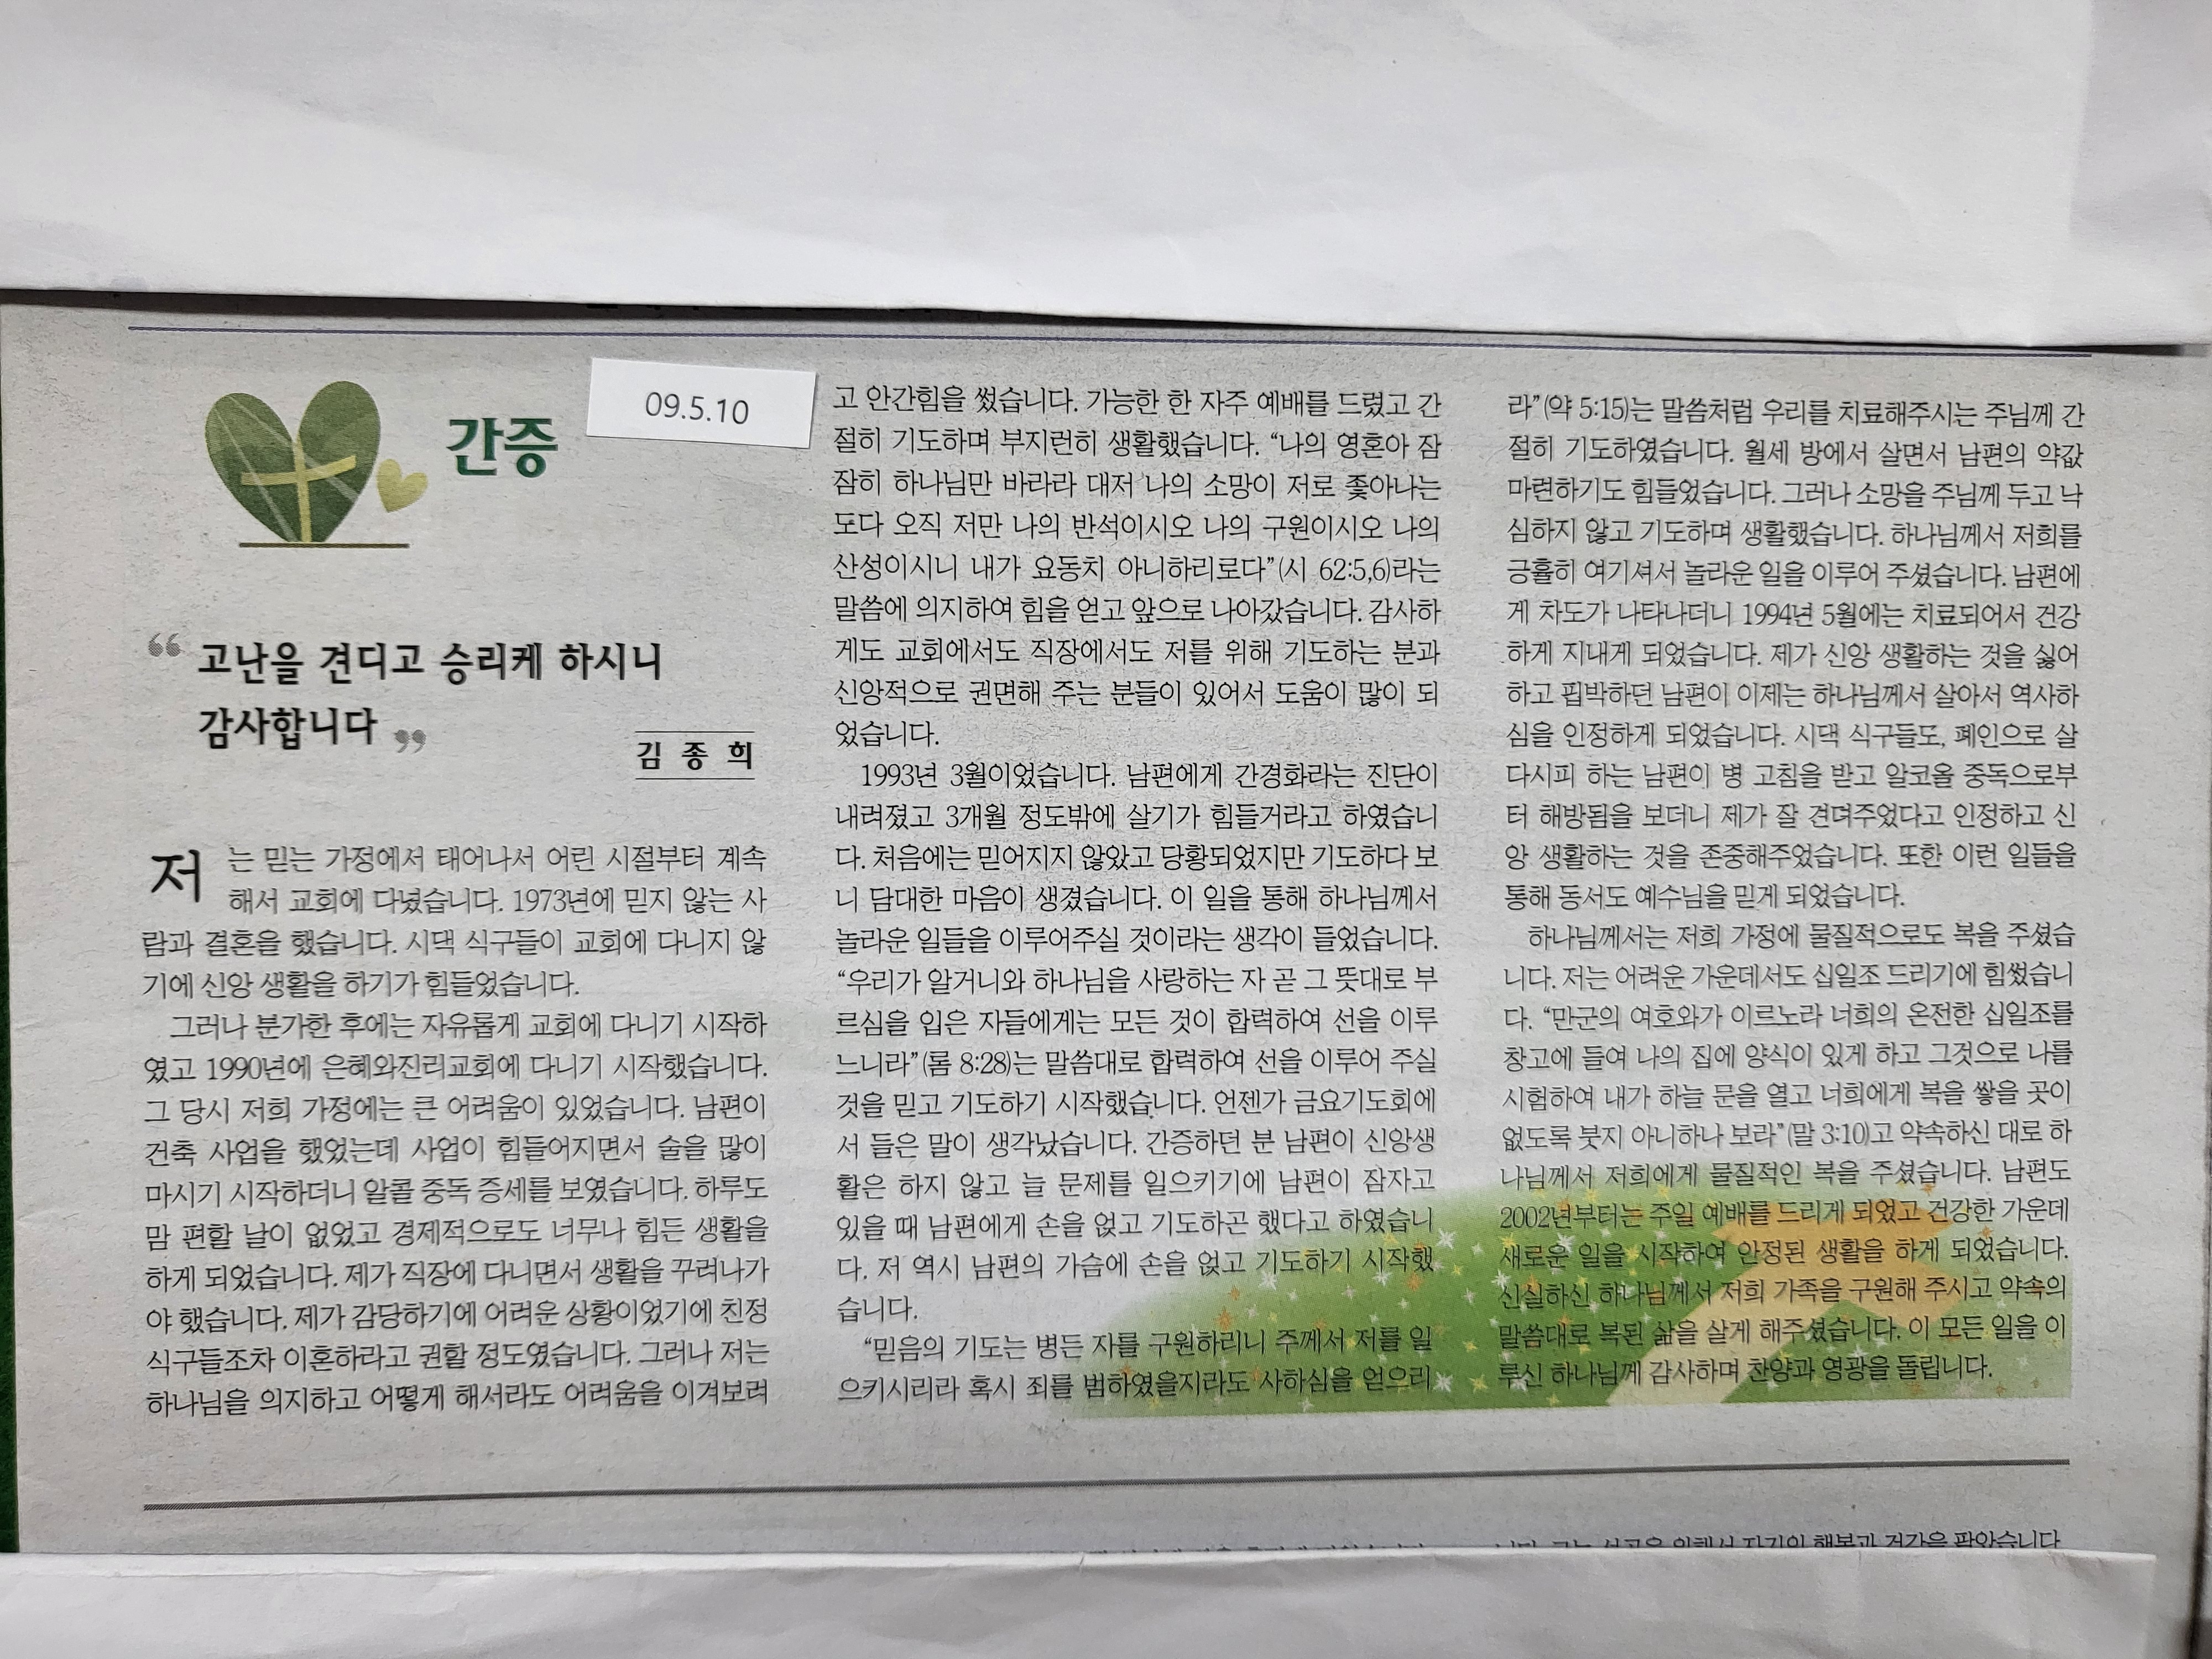 간증
09.5.10
“고난을 견디고 승리케 하시니
감사합니다”
김 종 희
저는 믿는 가정에서 태어나서 어린 시절부터 계속
해서 교회에 다녔습니다. 1973년에 믿지 않는 사
람과 결혼을 했습니다. 시댁 식구들이 교회에 다니지 않
기에 신앙 생활을 하기가 힘들었습니다.
그러나 분가한 후에는 자유롭게 교회에 다니기 시작하
였고 1990년에 은혜와진리교회에 다니기 시작했습니다.
그 당시 저희 가정에는 큰 어려움이 있었습니다. 남편이
건축 사업을 했었는데 사업이 힘들어지면서 술을 많이
마시기 시작하더니 알콜 중독 증세를 보였습니다. 하루도
맘 편할 날이 없었고 경제적으로도 너무나 힘든 생활을
하게 되었습니다. 제가 직장에 다니면서 생활을 꾸려나가
야 했습니다. 제가 감당하기에 어려운 상황이었기에 친정
식구들조차 이혼하라고 권할 정도였습니다. 그러나 저는
하나님을 의지하고 어떻게 해서라도 어려움을 이겨보려
고 안간힘을 썼습니다. 가능한 한 자주 예배를 드렸고 간
절히 기도하며 부지런히 생활했습니다. “나의 영혼아 잠
잠히 하나님만 바라라 대저 나의 소망이 저로 좇아나는
도다 오직 저만 나의 반석이시오 나의 구원이시오 나의
산성이시니 내가 요동치 아니하리로다”(시 62:5,6)라는
말씀에 의지하여 힘을 얻고 앞으로 나아갔습니다. 감사하
게도 교회에서도 직장에서도 저를 위해 기도하는 분과
신앙적으로 권면해 주는 분들이 있어서 도움이 많이 되
었습니다.
1993년 3월이었습니다. 남편에게 간경화라는 진단이
내려졌고 3개월 정도밖에 살기가 힘들거라고 하였습니
다. 처음에는 믿어지지 않았고 당황되었지만 기도하다 보
니 담대한 마음이 생겼습니다. 이 일을 통해 하나님께서
놀라운 일들을 이루어주실 것이라는 생각이 들었습니다.
“우리가 알거니와 하나님을 사랑하는 자 곧 그 뜻대로 부
르심을 입은 자들에게는 모든 것이 합력하여 선을 이루
느니라”(롬 8:28)는 말씀대로 합력하여 선을 이루어 주실
것을 믿고 기도하기 시작했습니다. 언젠가 금요기도회에
서 들은 말이 생각났습니다. 간증하던 분 남편이 신앙생
활은 하지 않고 늘 문제를 일으키기에 남편이 잠자고
있을 때 남편에게 손을 얹고 기도하곤 했다고 하였습니
다. 저 역시 남편의 가슴에 손을 얹고 기도하기 시작했
습니다.
“믿음의 기도는 병든 자를 구원하리니 주께서 저를 일
으키시리라 혹시 죄를 범하였을지라도 사하심을 얻으리
라”(약 5:15)는 말씀처럼 우리를 치료해주시는 주님께 간
절히 기도하였습니다. 월세 방에서 살면서 남편의 약값
마련하기도 힘들었습니다. 그러나 소망을 주님께 두고 낙
심하지 않고 기도하며 생활했습니다. 하나님께서 저희를
긍휼히 여기셔서 놀라운 일을 이루어 주셨습니다. 남편에
게 차도가 나타나더니 1994년 5월에는 치료되어서 건강
하게 지내게 되었습니다. 제가 신앙 생활하는 것을 싫어
하고 핍박하던 남편이 이제는 하나님께서 살아서 역사하
심을 인정하게 되었습니다. 시댁 식구들도, 폐인으로 살
다시피 하는 남편이 병 고침을 받고 알코올 중독으로부
터 해방됨을 보더니 제가 잘 견뎌주었다고 인정하고 신
앙 생활하는 것을 존중해주었습니다. 또한 이런 일들을
통해 동서도 예수님을 믿게 되었습니다.
하나님께서는 저희 가정에 물질적으로도 복을 주셨습
니다. 저는 어려운 가운데서도 십일조 드리기에 힘썼습니
다. “만군의 여호와가 이르노라 너희의 온전한 십일조를
창고에 들여 나의 집에 양식이 있게 하고 그것으로 나를
시험하여 내가 하늘 문을 열고 너희에게 복을 쌓을 곳이
없도록 붓지 아니하나 보라”(말 3:10)고 약속하신 대로 하
나님께서 저희에게 물질적인 복을 주셨습니다. 남편도
2002년부터는 주일 예배를 드리게 되었고 건강한 가운데
새로운 일을 시작하여 안정된 생활을 하게 되었습니다.
신실하신 하나님께서 저희 가족을 구원해 주시고 약속의
말씀대로 복된 삶을 살게 해주셨습니다. 이 모든 일을 이
루신 하나님께 감사하며 찬양과 영광을 돌립니다.